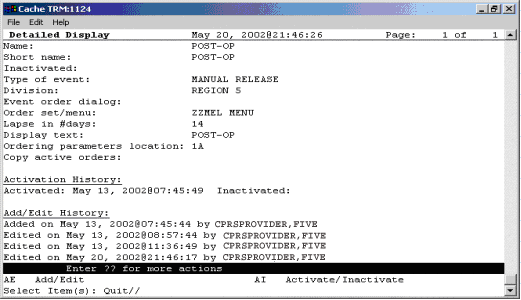 Cache TRM:1124
File Edit Help
Detailed Display May 20, 2002@21:46:26 Page: 1 of 1
Name: POST-OP
Short name: POST-OP
Inactivated:
Type of event: MANUAL RELEASE
Division: REGION 5
Event order dialog:
Order set/menu: ZZMEL MENU
Lapse in #days: 14
Display text: POST-OP
Ordering parameters location: 1A
Copy active orders:
Activation History:
Activated: May 13, 2002@07:45:49 Inactivated:
Add/Edit History:
Added on May 13, 2002@07:45:44 by CPRSPROVIDER,FIVE
Edited on May 13, 2002@08:57:44 by CPRSPROVIDER,FIVE
Edited on May 13, 2002@11:36:49 by CPRSPROVIDER,FIVE
Edited on May 20, 2002@21:46:17 by CPRSPROVIDER,FIVE
Enter ?? for more actions
AE Add/Edit AI Activate/Inactivate
Select Item(s): Quit//